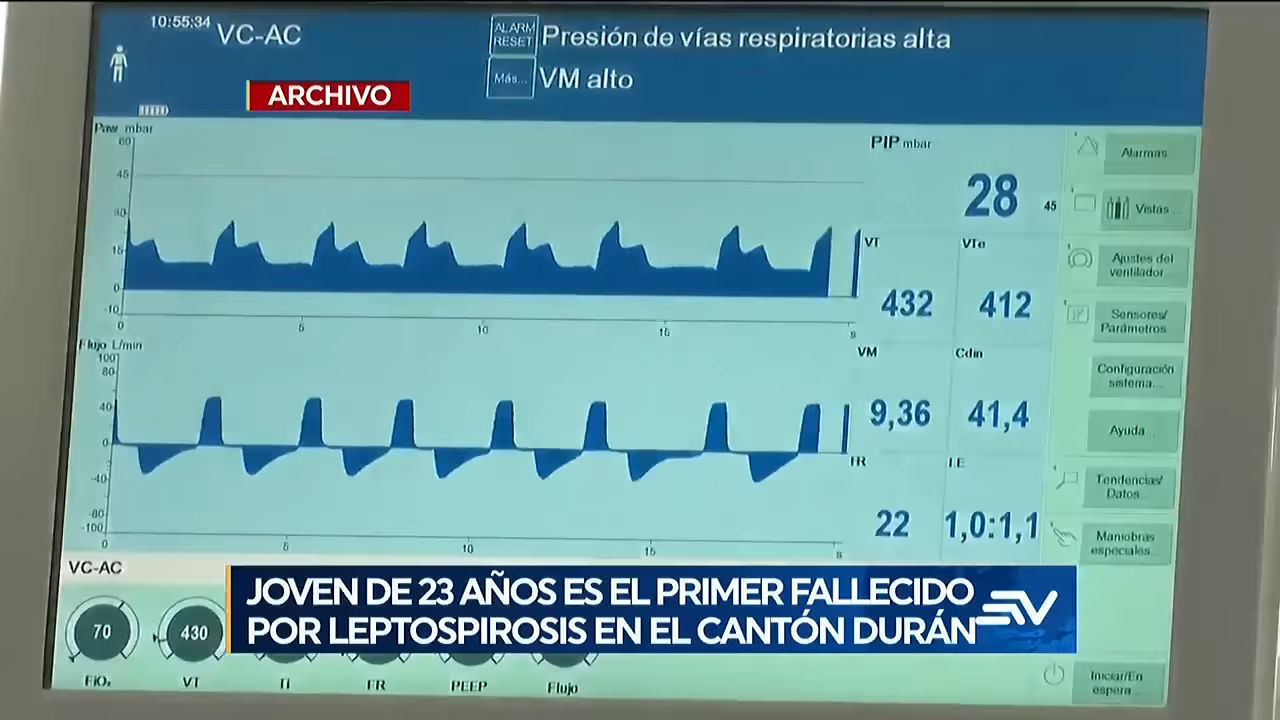 10:55:34
VC-AC
ALARM
RESET
Presión de vías respiratorias alta
Más...
VM alto
ARCHIVO
Paw mbar
60
45
30
15
0
-10
0
5
10
15
s
PIP mbar
28
45
VT
VTe
432
412
VM
Cdin
9,36
41,4
FR
I:E
22
1,0:1,1
Flujo L/min
100
80
40
0
-40
-80
-100
0
5
10
15
s
Alarmas
Vistas ...
Ajustes del
ventilador...
Sensores/
Parámetros
Configuración
sistema...
Ayuda...
Tendencias/
Datos...
Maniobras
especiales...
Iniciar/En
espera...
VC-AC
70
430
FiO₂
VT
Ti
FR
PEEP
Flujo
JOVEN DE 23 AÑOS ES EL PRIMER FALLECIDO
POR LEPTOSPIROSIS EN EL CANTÓN DURÁN